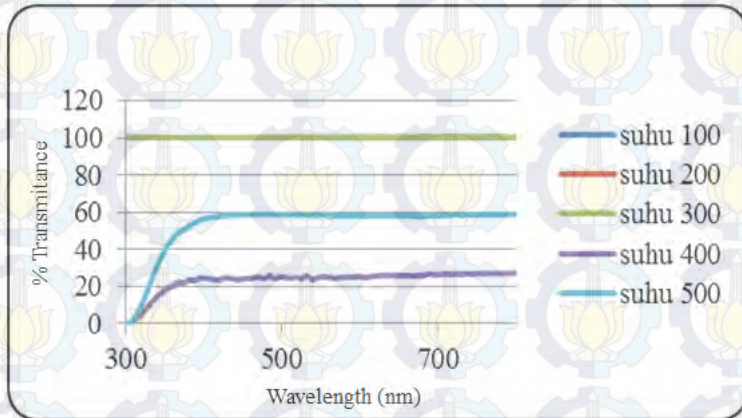 % Transmitance
120
100
80
60
40
20
0
300 500 700
Wavelength (nm)
suhu 100
suhu 200
suhu 300
suhu 400
suhu 500